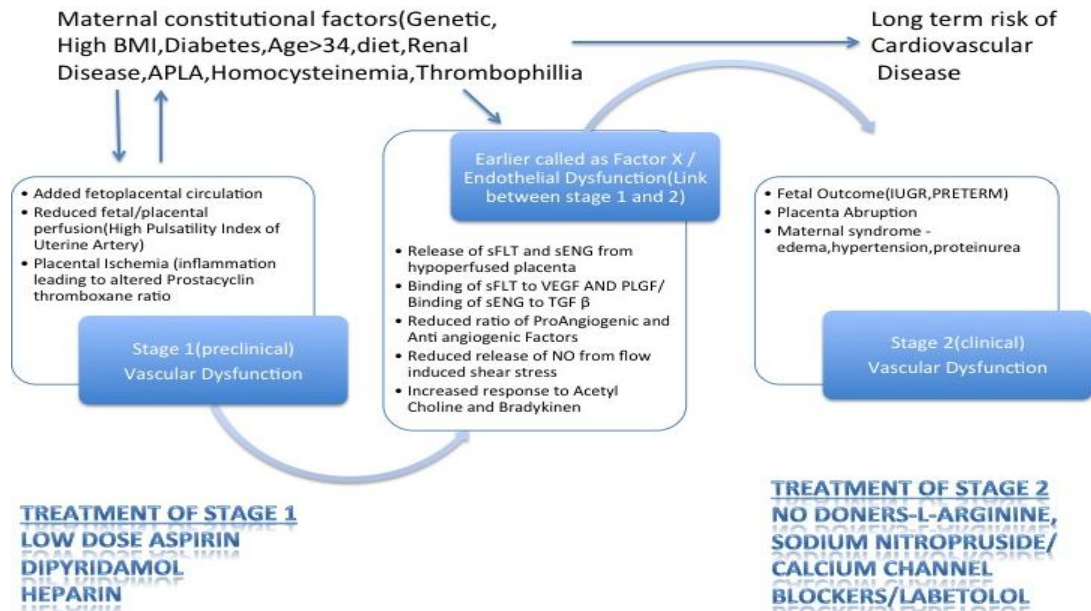 Maternal constitutional factors(Genetic,
High BMI,Diabetes,Age>34,diet,Renal
Disease,APLA,Homocysteinemia,Thrombophillia
Long term risk of
Cardiovascular
Disease
• Added fetoplacental circulation
• Reduced fetal/placental
perfusion(High Pulsatility Index of
Uterine Artery)
• Placental Ischemia (inflammation
leading to altered Prostacyclin
thromboxane ratio
Stage 1(preclinical)
Vascular Dysfunction
Earlier called as Factor X /
Endothelial Dysfunction(Link
between stage 1 and 2)
• Release of sFLT and sENG from
hypoperfused placenta
• Binding of sFLT to VEGF AND PLGF/
Binding of sENG to TGF β
• Reduced ratio of ProAngiogenic and
Anti angiogenic Factors
• Reduced release of NO from flow
induced shear stress
• Increased response to Acetyl
Choline and Bradykinen
• Fetal Outcome(IUGR,PRETERM)
• Placenta Abruption
• Maternal syndrome -
edema,hypertension,proteinurea
Stage 2(clinical)
Vascular Dysfunction
TREATMENT OF STAGE 1
LOW DOSE ASPIRIN
DIPYRIDAMOL
HEPARIN
TREATMENT OF STAGE 2
NO DONERS-L-ARGININE,
SODIUM NITROPRUSIDE/
CALCIUM CHANNEL
BLOCKERS/LABETOLOL